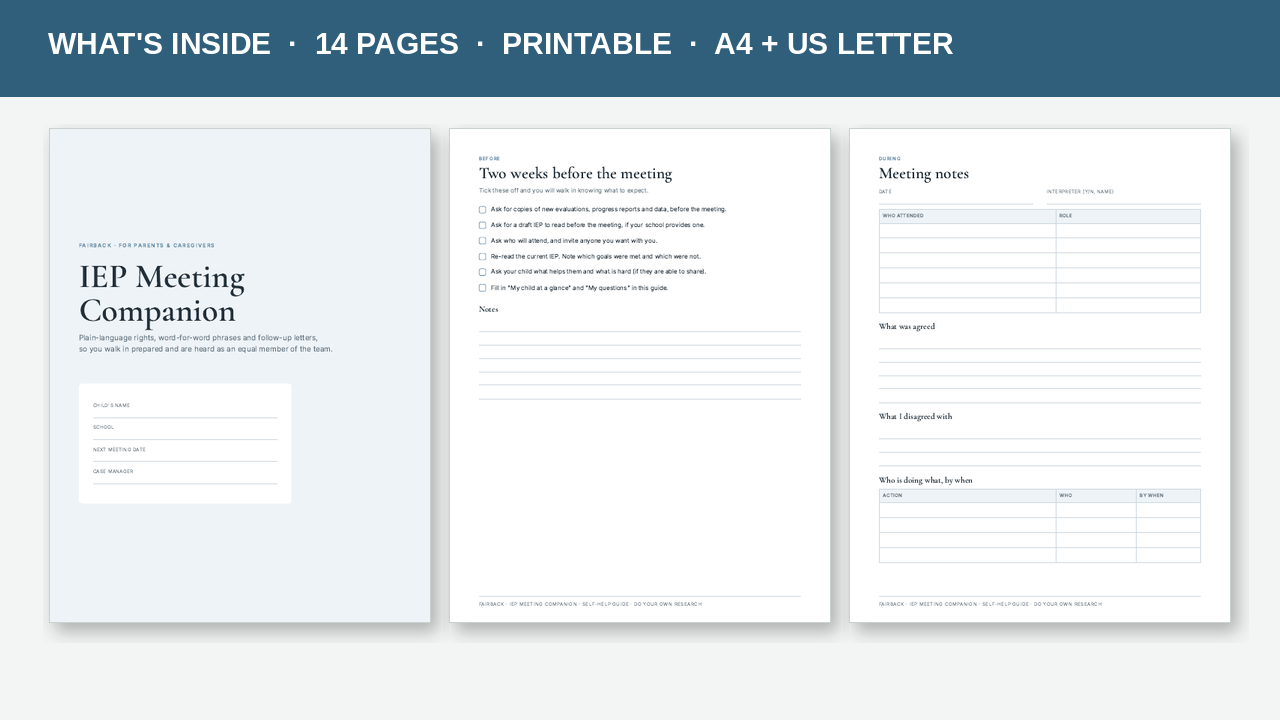 WHAT'S INSIDE · 14 PAGES · PRINTABLE · A4 + US LETTER
FAIRBACK · FOR PARENTS & CAREGIVERS
IEP Meeting
Companion
Plain-language rights, word-for-word phrases and follow-up letters,
so you walk in prepared and are heard as an equal member of the team.
CHILD'S NAME
SCHOOL
NEXT MEETING DATE
CASE MANAGER
BEFORE
Two weeks before the meeting
Tick these off and you will walk in knowing what to expect.
Ask for copies of new evaluations, progress reports and data, before the meeting.
Ask for a draft IEP to read before the meeting, if your school provides one.
Ask who will attend, and invite anyone you want with you.
Re-read the current IEP. Note which goals were met and which were not.
Ask your child what helps them and what is hard (if they are able to share).
Fill in "My child at a glance" and "My questions" in this guide.
Notes
FAIRBACK · IEP MEETING COMPANION · SELF-HELP GUIDE · DO YOUR OWN RESEARCH
DURING
Meeting notes
DATE
INTERPRETER (Y/N, NAME)
WHO ATTENDED
ROLE
What was agreed
What I disagreed with
Who is doing what, by when
ACTION
WHO
BY WHEN
FAIRBACK · IEP MEETING COMPANION · SELF-HELP GUIDE · DO YOUR OWN RESEARCH